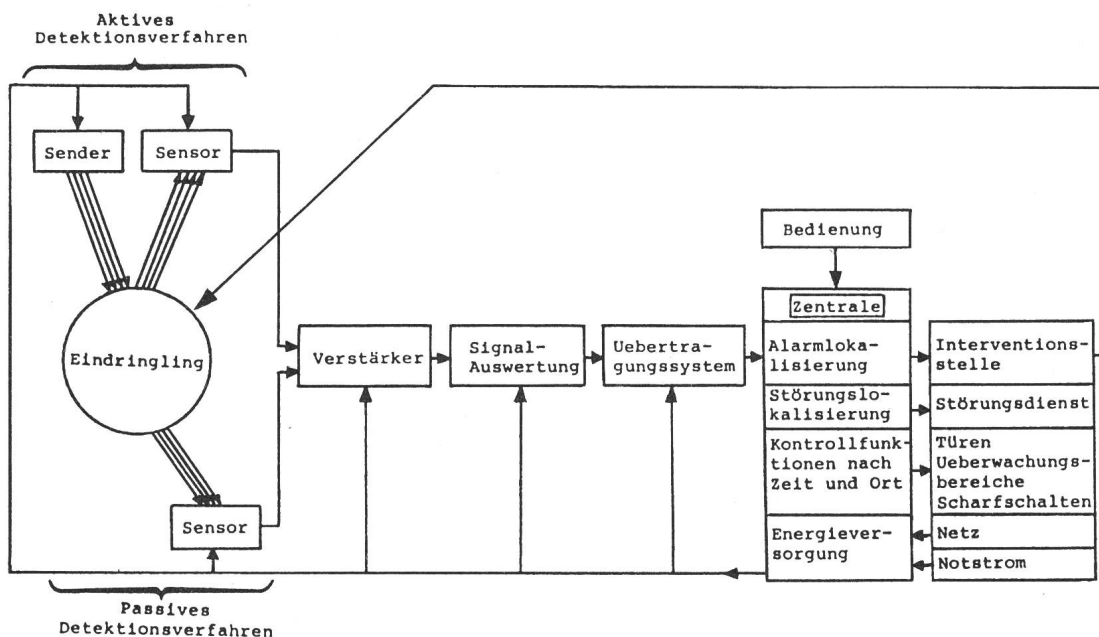 Aktives
Detektionsverfahren
Sender
Sensor
Eindringling
Sensor
Passives
Detektionsverfahren
Verstärker
Signal-
Auswertung
Uebertra-
gungssystem
Bedienung
Zentrale
Alarmloka-
lisierung
Störungslo-
kalisierung
Kontrollfunk-
tionen nach
Zeit und Ort
Energiever-
sorgung
Interventions-
stelle
Störungsdienst
Türen
Ueberwachungs-
bereiche
Scharfschalten
Netz
Notstrom